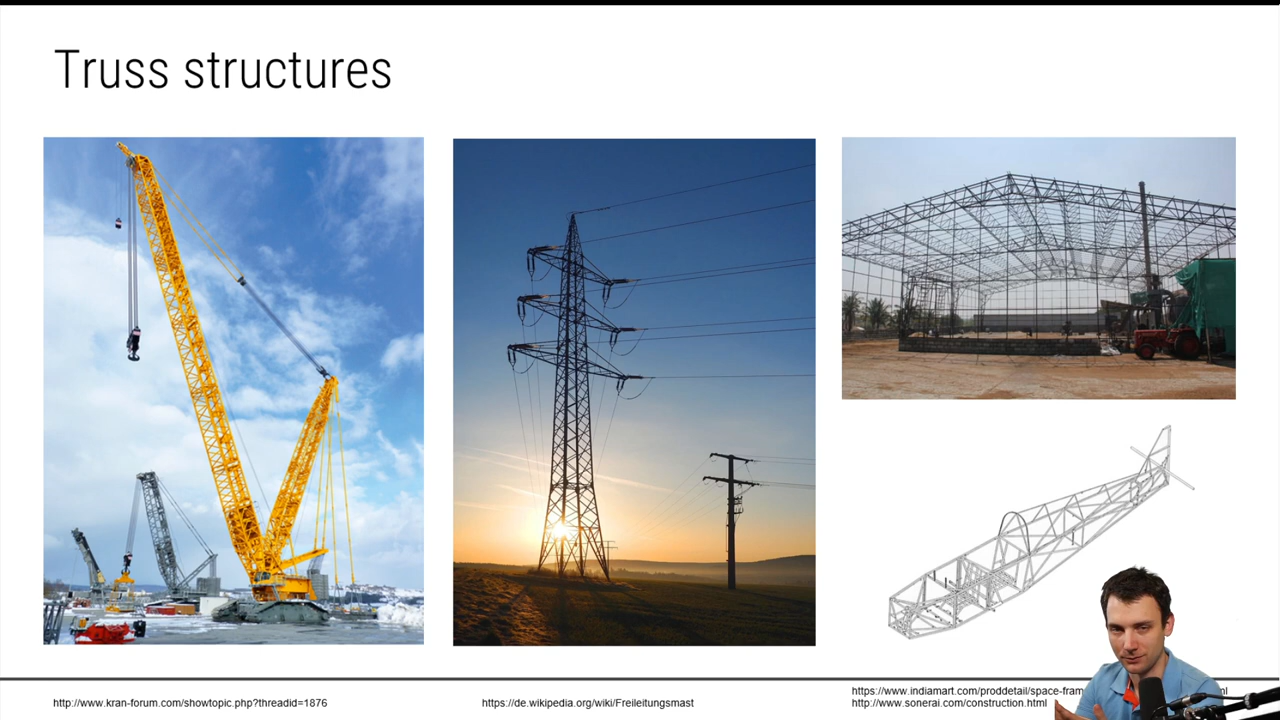 Truss structures
http://www.kran-forum.com/showtopic.php?threadid=1876
https://de.wikipedia.org/wiki/Freileitungsmast
https://www.indiamart.com/proddetail/space-fram
http://www.sonerai.com/construction.html